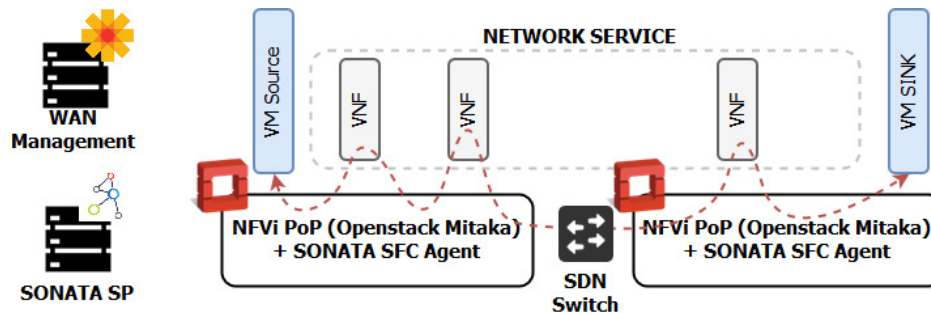 NETWORK SERVICE
VM Source
VNF
VNF
VNF
VM SINK
WAN
Management
NFVi PoP (Openstack Mitaka)
+ SONATA SFC Agent
NFVi PoP (Openstack Mitaka)
+ SONATA SFC Agent
SDN
Switch
SONATA SP